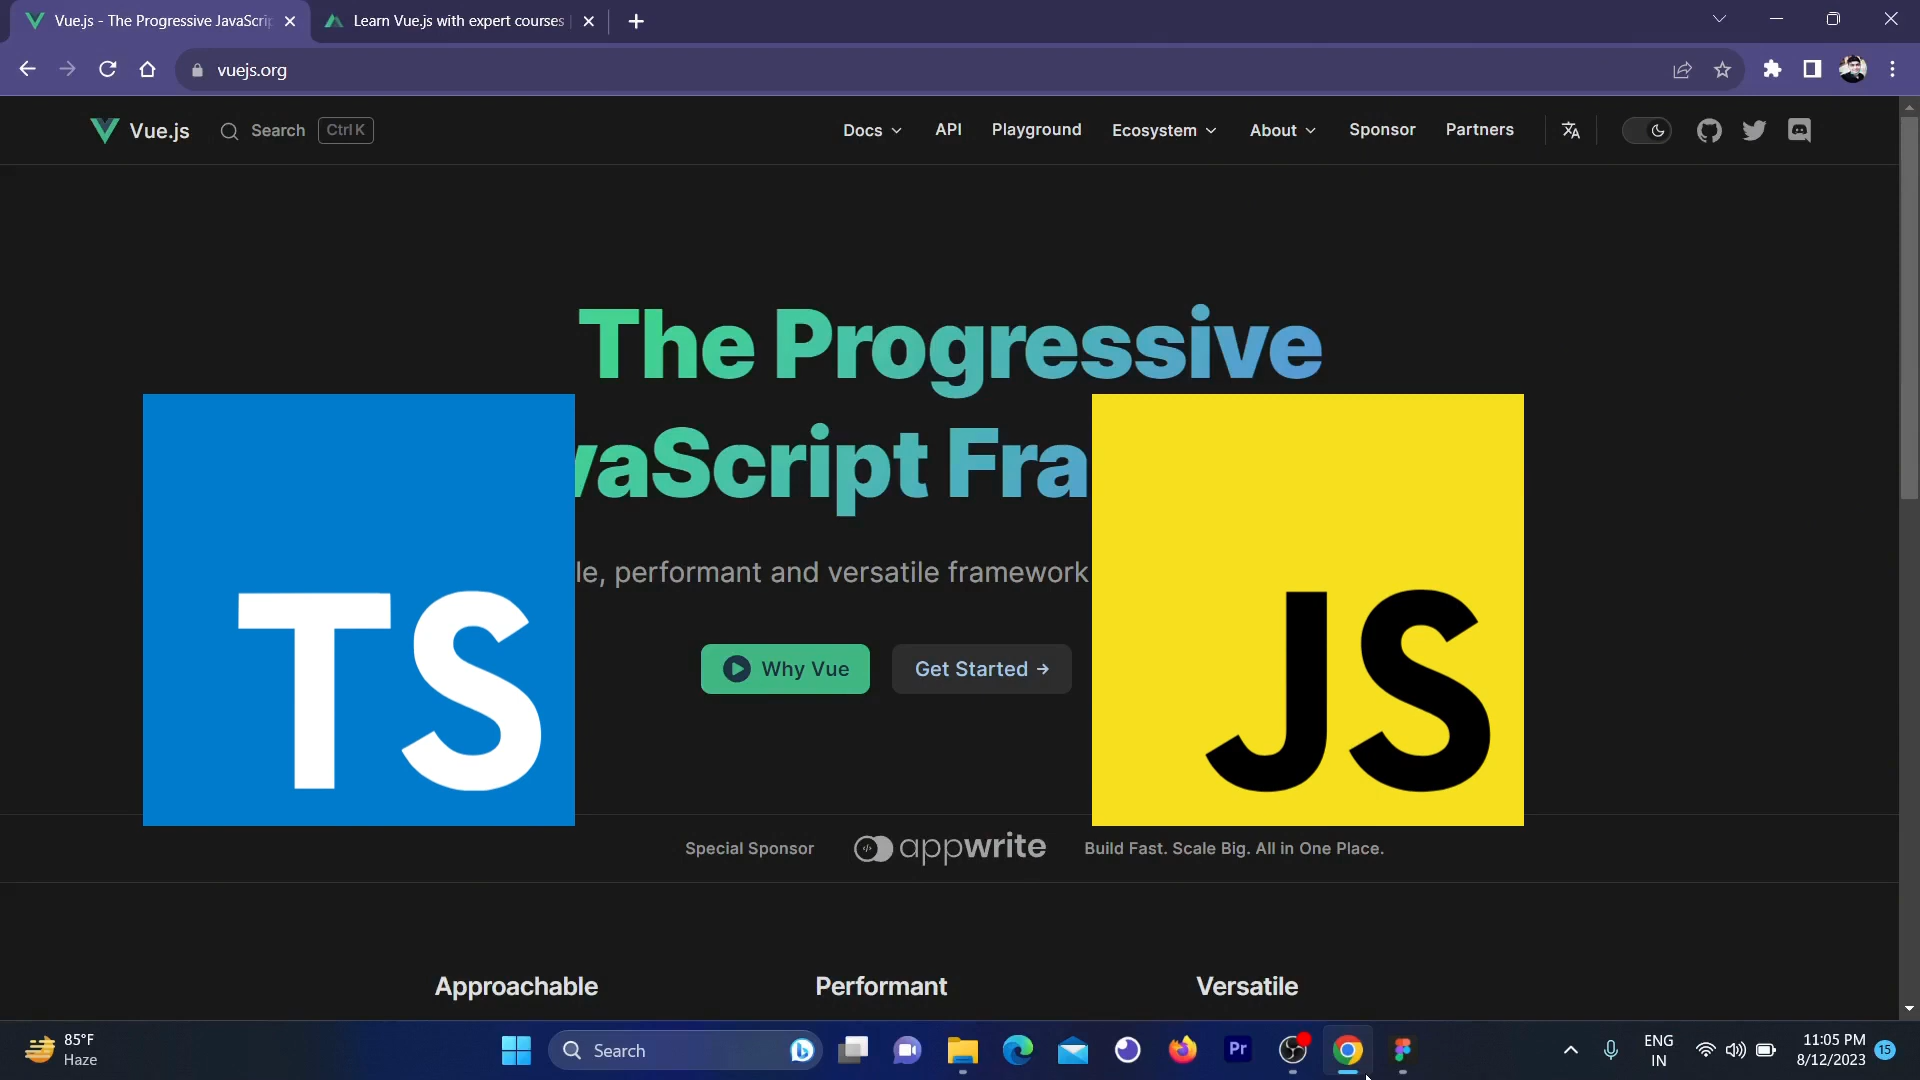 Vue.js - The Progressive JavaScrip
Learn Vue.js with expert courses
vuejs.org
Vue.js
Search
Ctrl K
Docs
API
Playground
Ecosystem
About
Sponsor
Partners
The Progressive
vaScript Fra
le, performant and versatile framework
TS
JS
Why Vue
Get Started →
Special Sponsor
appwrite
Build Fast. Scale Big. All in One Place.
Approachable
Performant
Versatile
85°F
Haze
Search
Pr
ENG
IN
11:05 PM
8/12/2023
15